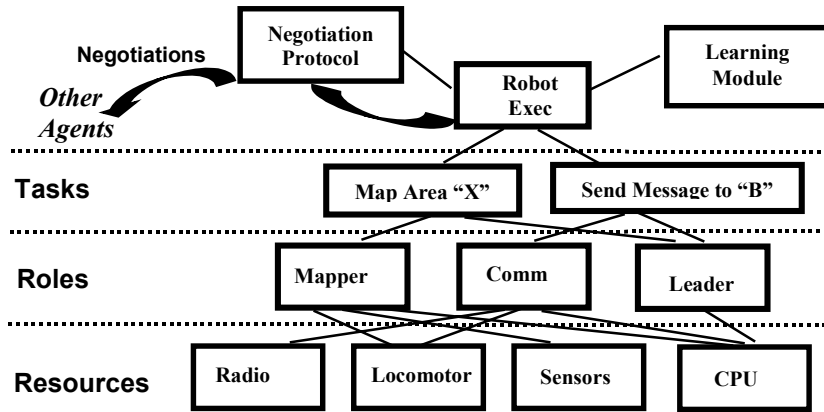 Negotiations
Negotiation
Protocol
Learning
Module
Robot
Exec
Other
Agents
Tasks
Map Area “X”
Send Message to “B”
Roles
Mapper
Comm
Leader
Resources
Radio
Locomotor
Sensors
CPU